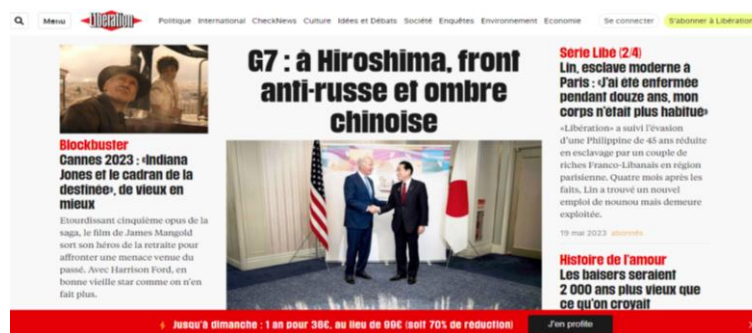 Menu
Libération
Politique International CheckNews Culture Idées et Débats Société Enquêtes Environnement Economie
Se connecter
S'abonner à Libération
Blockbuster
Cannes 2023 : «Indiana
Jones et le cadran de la
destinée», de vieux en
mieux
Etourdissant cinquième opus de la
saga, le film de James Mangold
sort son héros de la retraite pour
affronter une menace venue du
passé. Avec Harrison Ford, en
bonne vieille star comme on n'en
fait plus.
G7 : à Hiroshima, front
anti-russe et ombre
chinoise
Série Libé (2/4)
Lin, esclave moderne à
Paris : «J'ai été enfermée
pendant douze ans, mon
corps n'était plus habitué»
«Libération» a suivi l'évasion
d'une Philippine de 45 ans réduite
en esclavage par un couple de
riches Franco-Libanais en région
parisienne. Quatre mois après les
faits, Lin a trouvé un nouvel
emploi de nounou mais demeure
exploitée.
19 mai 2023 abonnés
Histoire de l'amour
Les baisers seraient
2 000 ans plus vieux que
ce qu'on croyait
Jusqu'à dimanche : 1 an pour 36€, au lieu de 99€ (soit 70% de réduction)
J'en profite